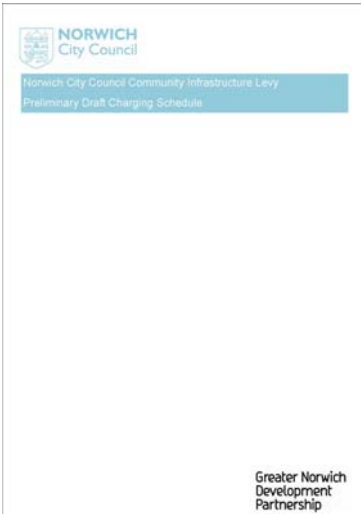 NORWICH
City Council
Norwich City Council Community Infrastructure Levy
Preliminary Draft Charging Schedule
Greater Norwich
Development
Partnership